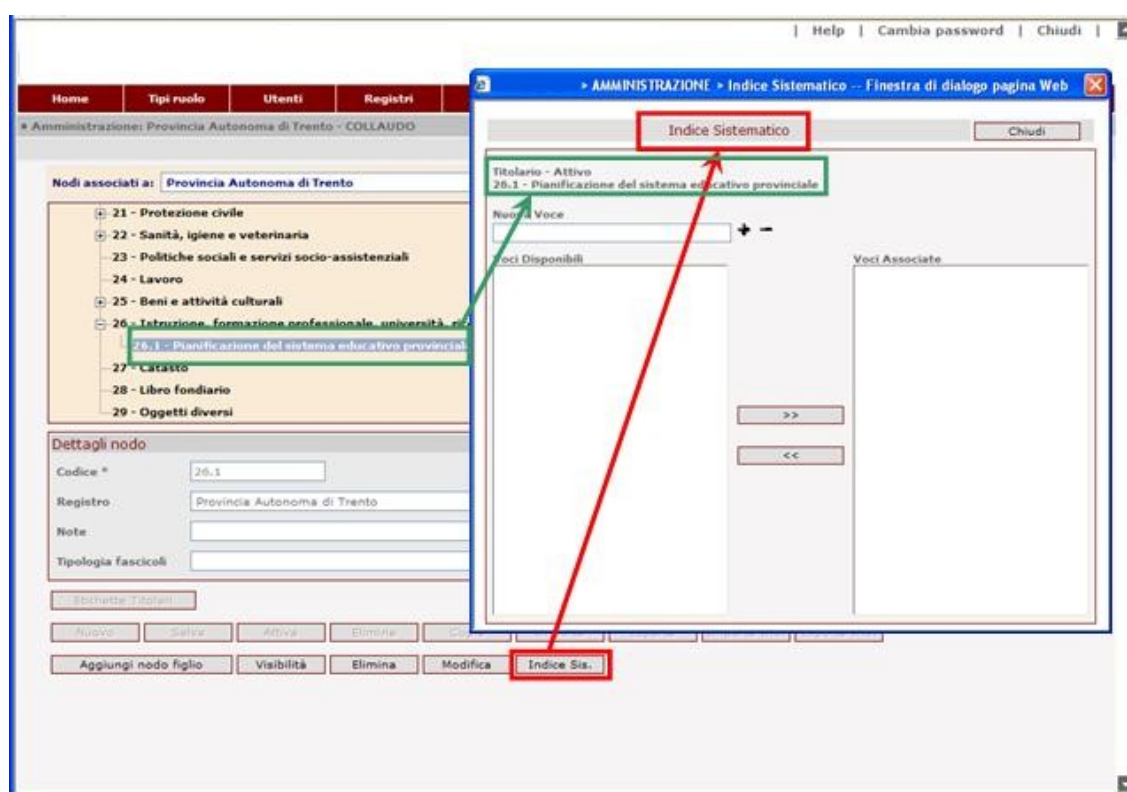 | Help | Cambia password | Chiudi |
Home Tipi ruolo Utenti Registri
Amministrazione: Provincia Autonoma di Trento - COLLAUDO
Nodi associati a: Provincia Autonoma di Trento
21 - Protezione civile
22 - Sanità, igiene e veterinaria
23 - Politiche sociali e servizi socio-assistenziali
24 - Lavoro
25 - Beni e attività culturali
26 - Istruzione, formazione professionale, università,
26.1 - Pianificazione del sistema educativo provinciale
27 - Catasto
28 - Libro fondiario
29 - Oggetti diversi
Dettagli nodo
Codice * 26.1
Registro Provincia Autonoma di Trento
Note
Tipologia fascicoli
Etichette Titolari
Nuovo Salva Attiva Elimina
Aggiungi nodo figlio Visibilità Elimina Modifica Indice Sis.
> AMMINISTRAZIONE > Indice Sistematico -- Finestra di dialogo pagina Web
Indice Sistematico Chiudi
Titolario - Attivo
26.1 - Pianificazione del sistema educativo provinciale
Nuova Voce
+ -
Voci Disponibili Voci Associate
>>
<<